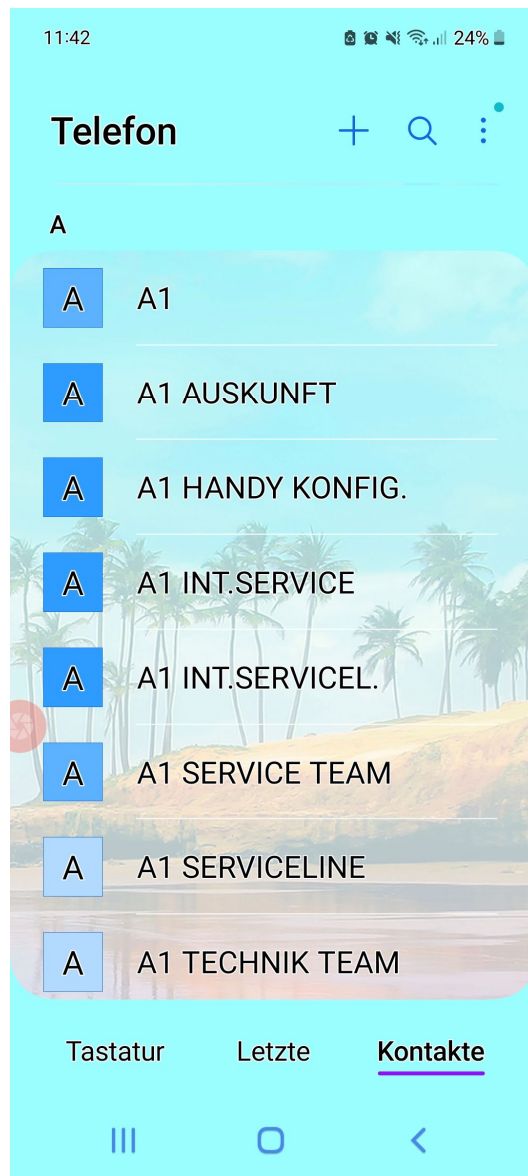 11:42
24%
Telefon
A
A A1
A A1 AUSKUNFT
A A1 HANDY KONFIG.
A A1 INT.SERVICE
A A1 INT.SERVICEL.
A A1 SERVICE TEAM
A A1 SERVICELINE
A A1 TECHNIK TEAM
Tastatur Letzte Kontakte